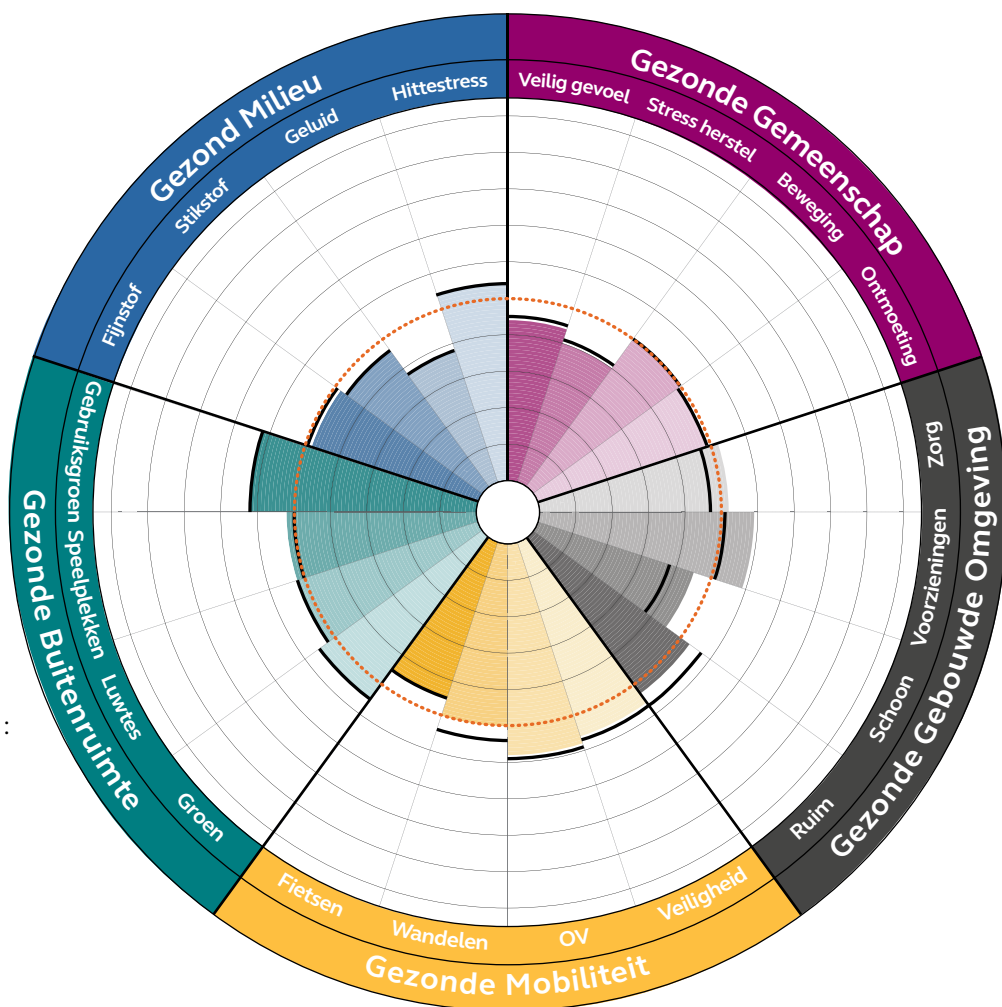 Gezond Milieu
Fijnstof
Stikstof
Geluid
Hittestress
Gezonde Gemeenschap
Veilig gevoel
Stress herstel
Beweging
Ontmoeting
Gezonde Gebouwde Omgeving
Zorg
Voorzieningen
Schoon
Ruim
Gezonde Mobiliteit
Veiligheid
OV
Wandelen
Fietsen
Gezonde Buitenruimte
Gebruiksgroen
Speelplekken
Luwtes
Groen
: